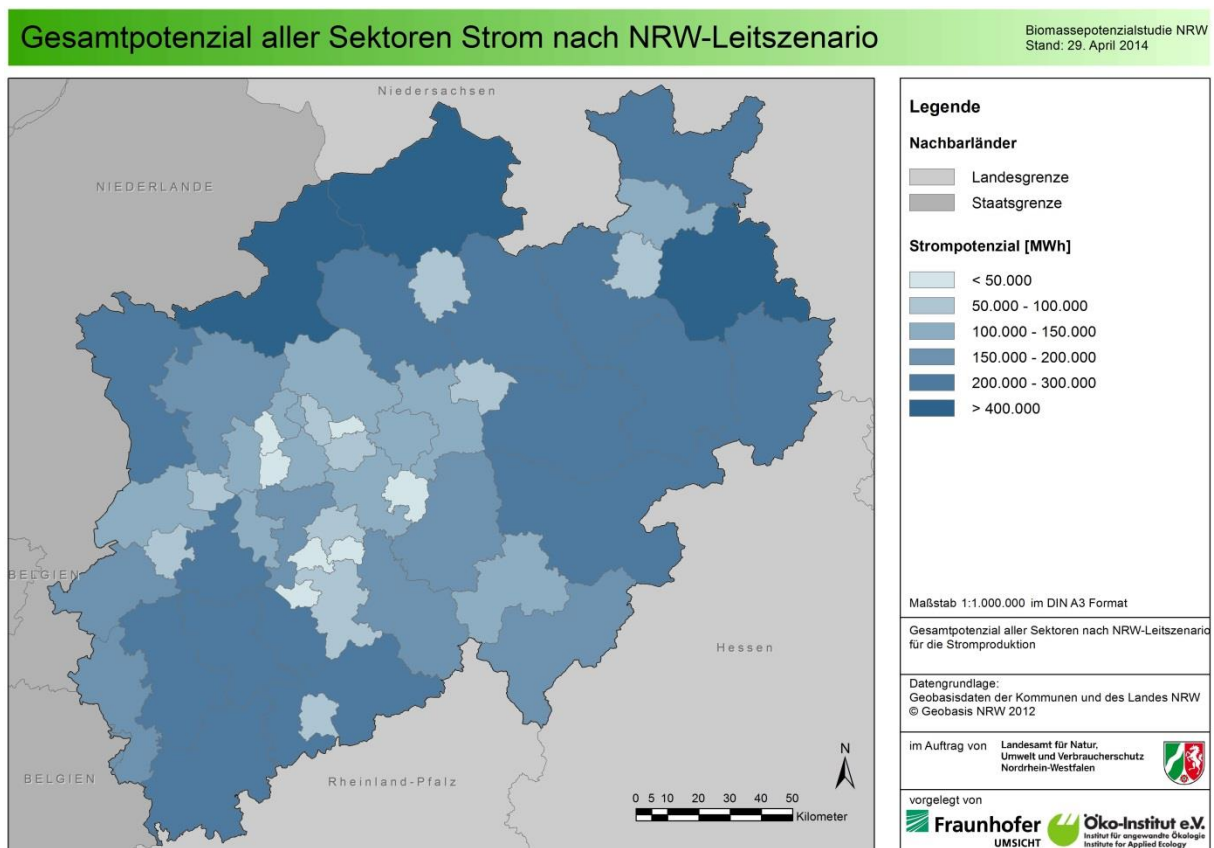 Gesamtpotenzial aller Sektoren Strom nach NRW-Leitszenario
Biomassepotenzialstudie NRW
Stand: 29. April 2014
Niedersachsen
NIEDERLANDE
BELGIEN
Hessen
BELGIEN
Rheinland-Pfalz
N
0 5 10 20 30 40 50
Kilometer
Legende
Nachbarländer
Landesgrenze
Staatsgrenze
Strompotenzial [MWh]
< 50.000
50.000 - 100.000
100.000 - 150.000
150.000 - 200.000
200.000 - 300.000
> 400.000
Maßstab 1:1.000.000 im DIN A3 Format
Gesamtpotenzial aller Sektoren nach NRW-Leitszenario
für die Stromproduktion
Datengrundlage:
Geobasisdaten der Kommunen und des Landes NRW
© Geobasis NRW 2012
im Auftrag von
Landesamt für Natur,
Umwelt und Verbraucherschutz
Nordrhein-Westfalen
vorgelegt von
Fraunhofer
UMSICHT
Öko-Institut e.V.
Institut für angewandte Ökologie
Institute for Applied Ecology